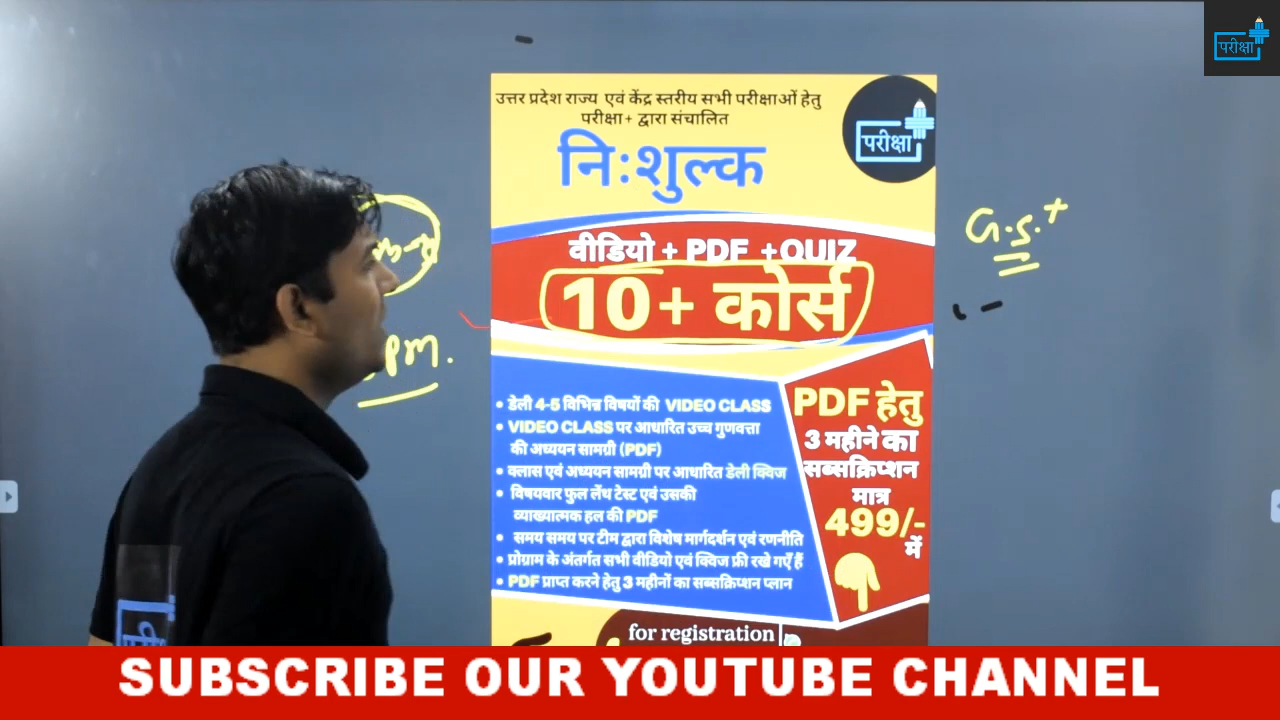 परीक्षा
उत्तर प्रदेश राज्य एवं केंद्र स्तरीय सभी परीक्षाओं हेतु
परीक्षा+ द्वारा संचालित
परीक्षा
निःशुल्क
G.S.+
वीडियो + PDF +QUIZ
10+ कोर्स
PM.
• डेली 4-5 विभिन्न विषयों की VIDEO CLASS
• VIDEO CLASS पर आधारित उच्च गुणवत्ता
की अध्ययन सामग्री (PDF)
• क्लास एवं अध्ययन सामग्री पर आधारित डेली क्विज
• विषयवार फुल लेंथ टेस्ट एवं उसकी
व्याख्यात्मक हल की PDF
• समय समय पर टीम द्वारा विशेष मार्गदर्शन एवं रणनीति
• प्रोग्राम के अंतर्गत सभी वीडियो एवं क्विज फ्री रखे गएँ हैं
• PDF प्राप्त करने हेतु 3 महीनों का सब्सक्रिप्शन प्लान
PDF हेतु
3 महीने का
सब्सक्रिप्शन
मात्र
499/-
में
for registration
SUBSCRIBE OUR YOUTUBE CHANNEL